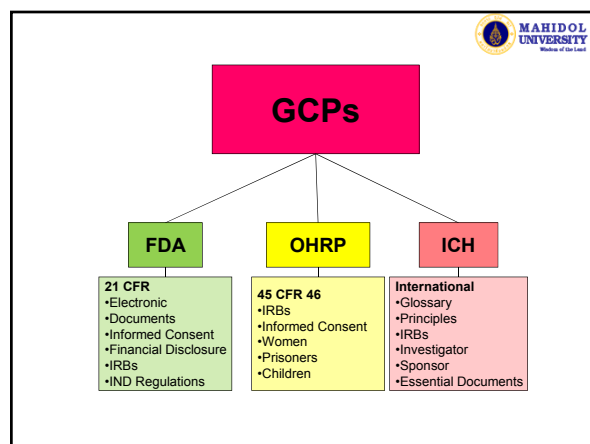 MAHIDOL
UNIVERSITY
Wisdom of the Land
GCPs
FDA
OHRP
ICH
21 CFR
•Electronic
•Documents
•Informed Consent
•Financial Disclosure
•IRBs
•IND Regulations
45 CFR 46
•IRBs
•Informed Consent
•Women
•Prisoners
•Children
International
•Glossary
•Principles
•IRBs
•Investigator
•Sponsor
•Essential Documents